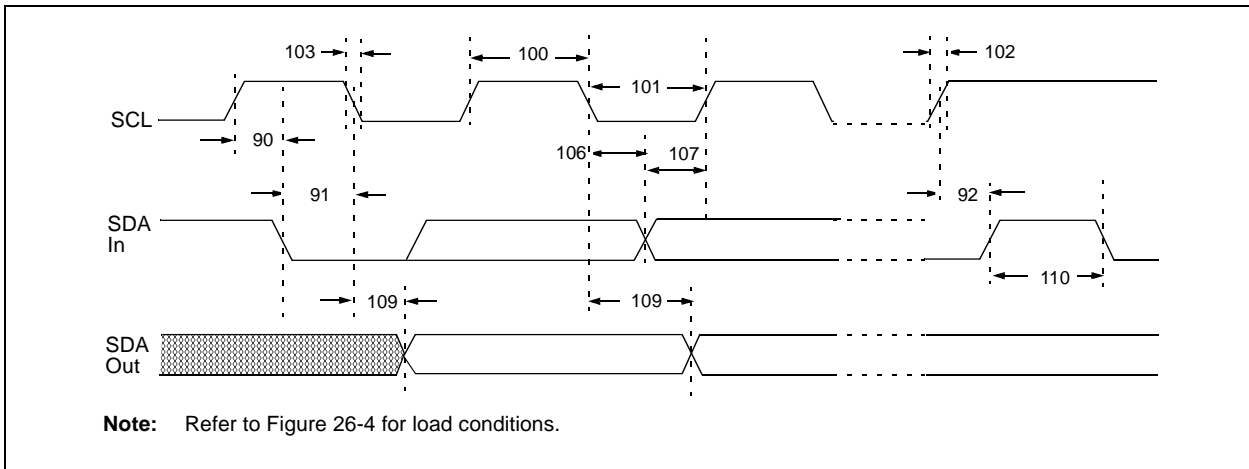 103
100
102
101
SCL
90
106
107
91
92
SDA
In
110
109
109
SDA
Out
Note: Refer to Figure 26-4 for load conditions.